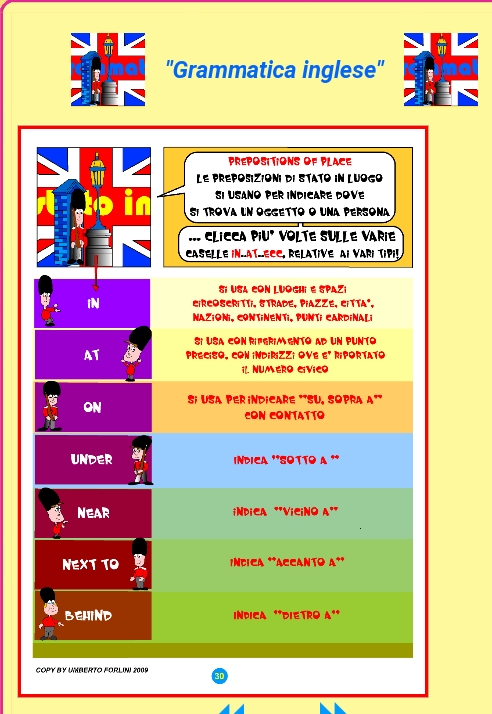 "Grammatica inglese"
stato in
PREPOSITIONS OF PLACE
LE PREPOSIZIONI DI STATO IN LUOGO
SI USANO PER INDICARE DOVE
SI TROVA UN OGGETTO O UNA PERSONA
... CLICCA PIU' VOLTE SULLE VARIE
CASELLE IN..AT..ECC, RELATIVE AI VARI TIPI!
IN
SI USA CON LUOGHI E SPAZI
CIRCOSCRITTI, STRADE, PIAZZE, CITTA',
NAZIONI, CONTINENTI, PUNTI CARDINALI
AT
SI USA CON RIFERIMENTO AD UN PUNTO
PRECISO, CON INDIRIZZI OVE E' RIPORTATO
IL NUMERO CIVICO
ON
SI USA PER INDICARE "SU, SOPRA A"
CON CONTATTO
UNDER
INDICA "SOTTO A "
NEAR
INDICA "VICINO A"
NEXT TO
INDICA "ACCANTO A"
BEHIND
INDICA "DIETRO A"
COPY BY UMBERTO FORLINI 2009
30